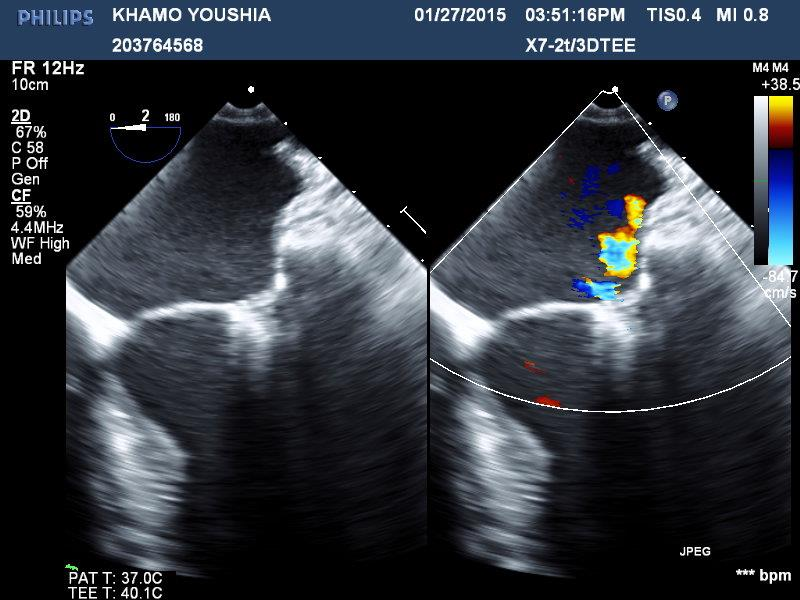 PHILIPS KHAMO YOUSHIA 01/27/2015 03:51:16PM TIS0.4 MI 0.8
203764568 X7-2t/3DTEE
FR 12Hz
10cm
2D
67%
C 58
P Off
Gen
CF
59%
4.4MHz
WF High
Med
0 2 180
P
M4 M4
+38.5
-84.7
cm/s
JPEG
PAT T: 37.0C
TEE T: 40.1C
*** bpm